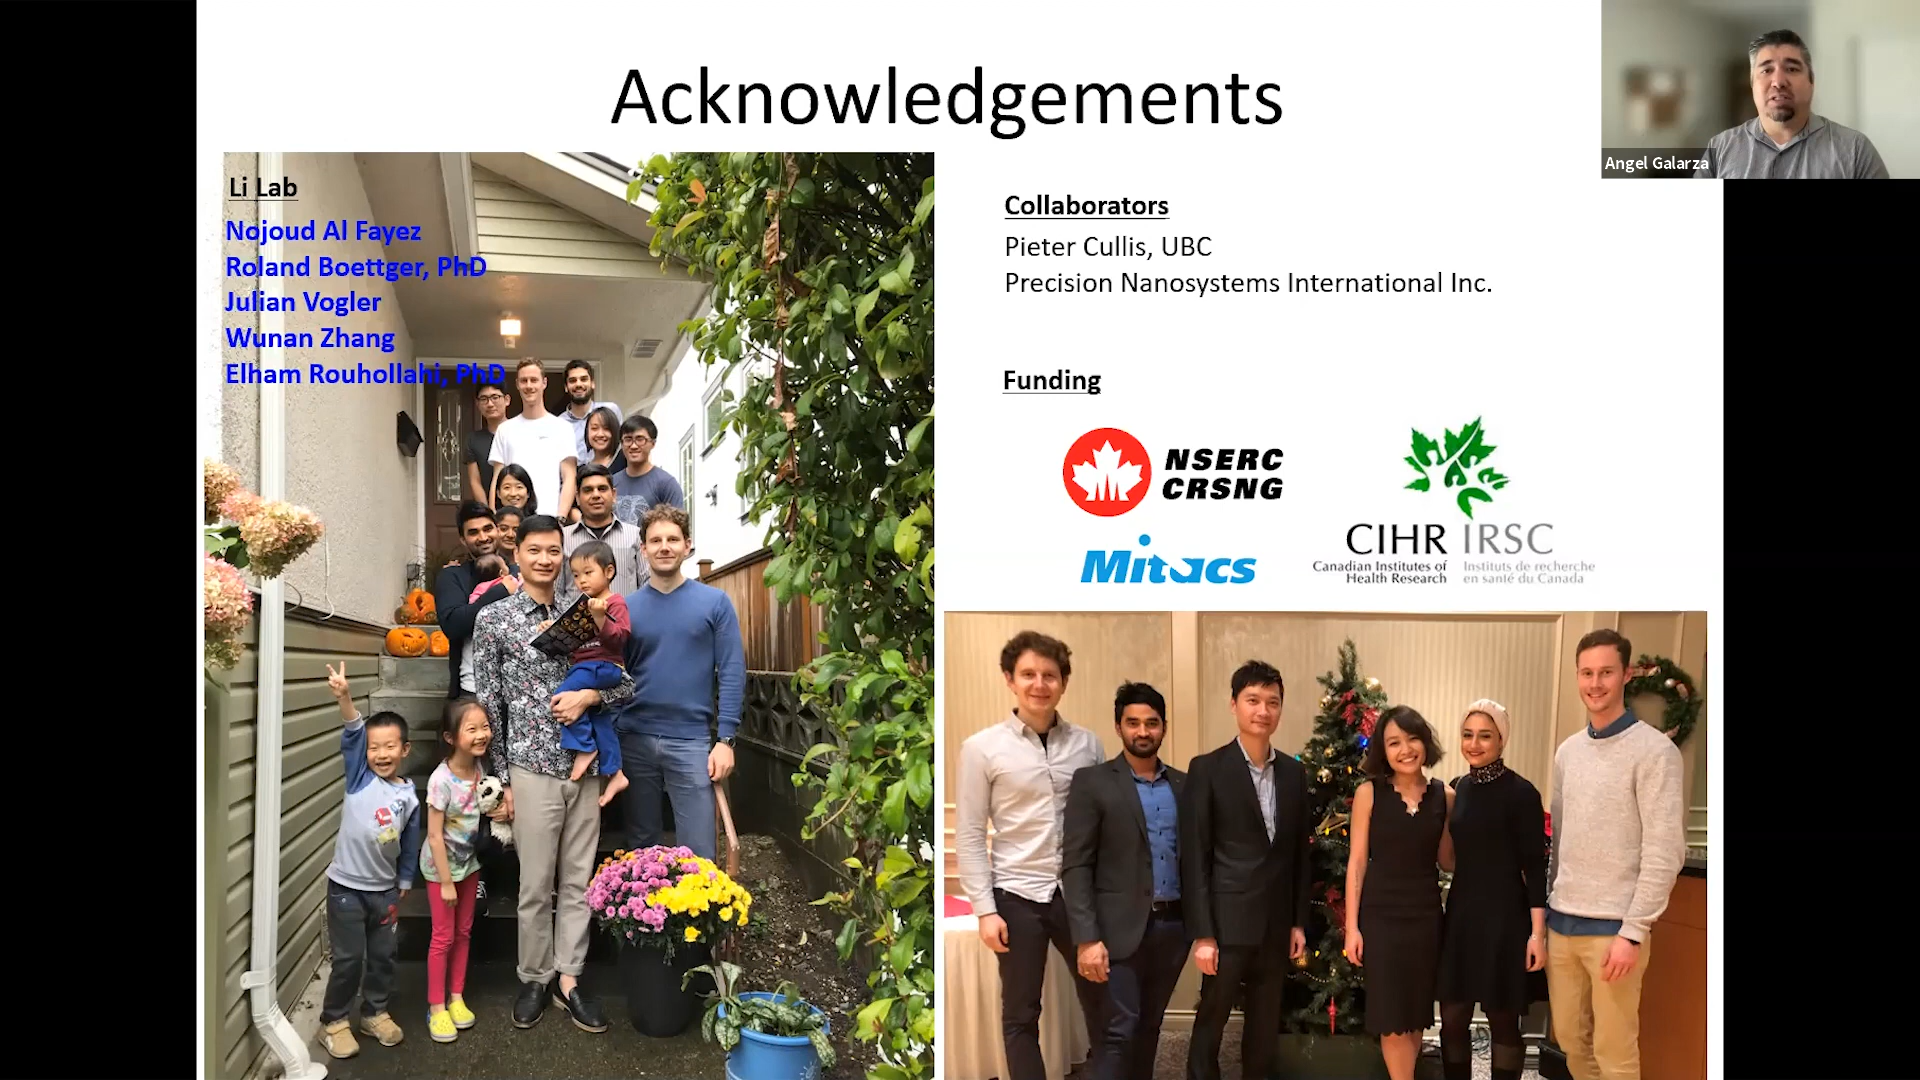 Acknowledgements
Angel Galarza
Li Lab
Nojoud Al Fayez
Roland Boettger, PhD
Julian Vogler
Wunan Zhang
Elham Rouhollahi, PhD
Collaborators
Pieter Cullis, UBC
Precision Nanosystems International Inc.
Funding
NSERC
CRSNG
Mitacs
CIHR IRSC
Canadian Institutes of Health Research
Instituts de recherche en santé du Canada